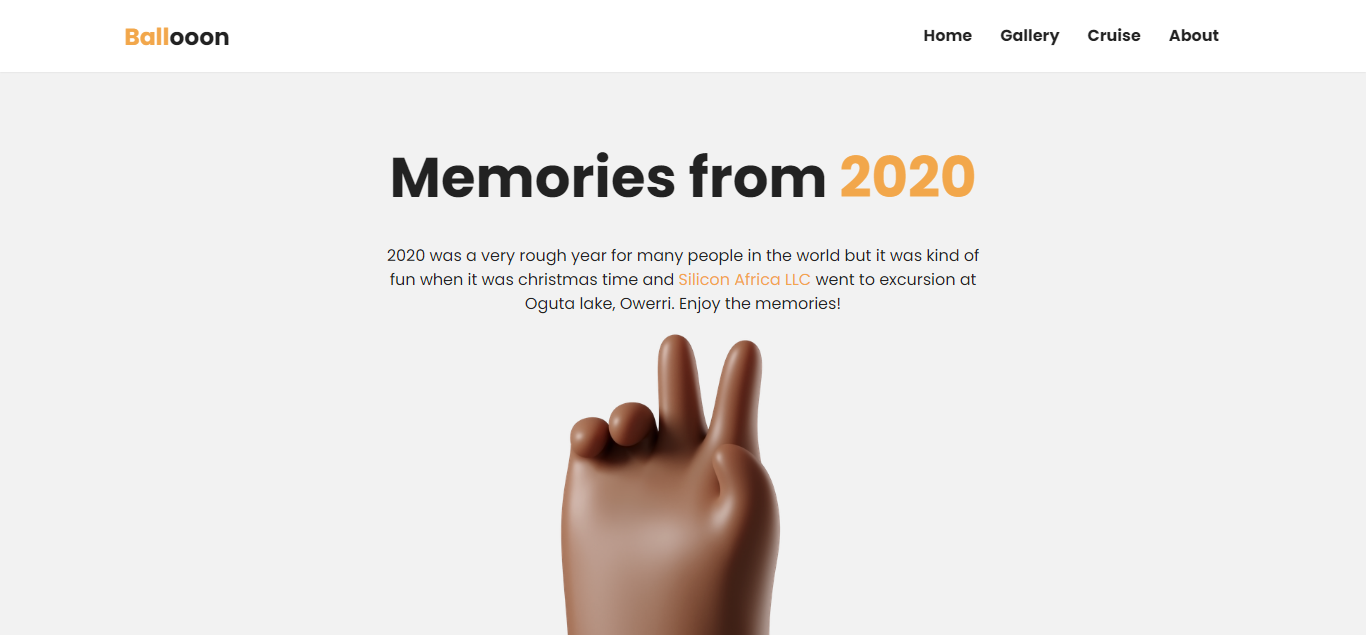 Ballooon
Home Gallery Cruise About
Memories from 2020
2020 was a very rough year for many people in the world but it was kind of
fun when it was christmas time and Silicon Africa LLC went to excursion at
Oguta lake, Owerri. Enjoy the memories!